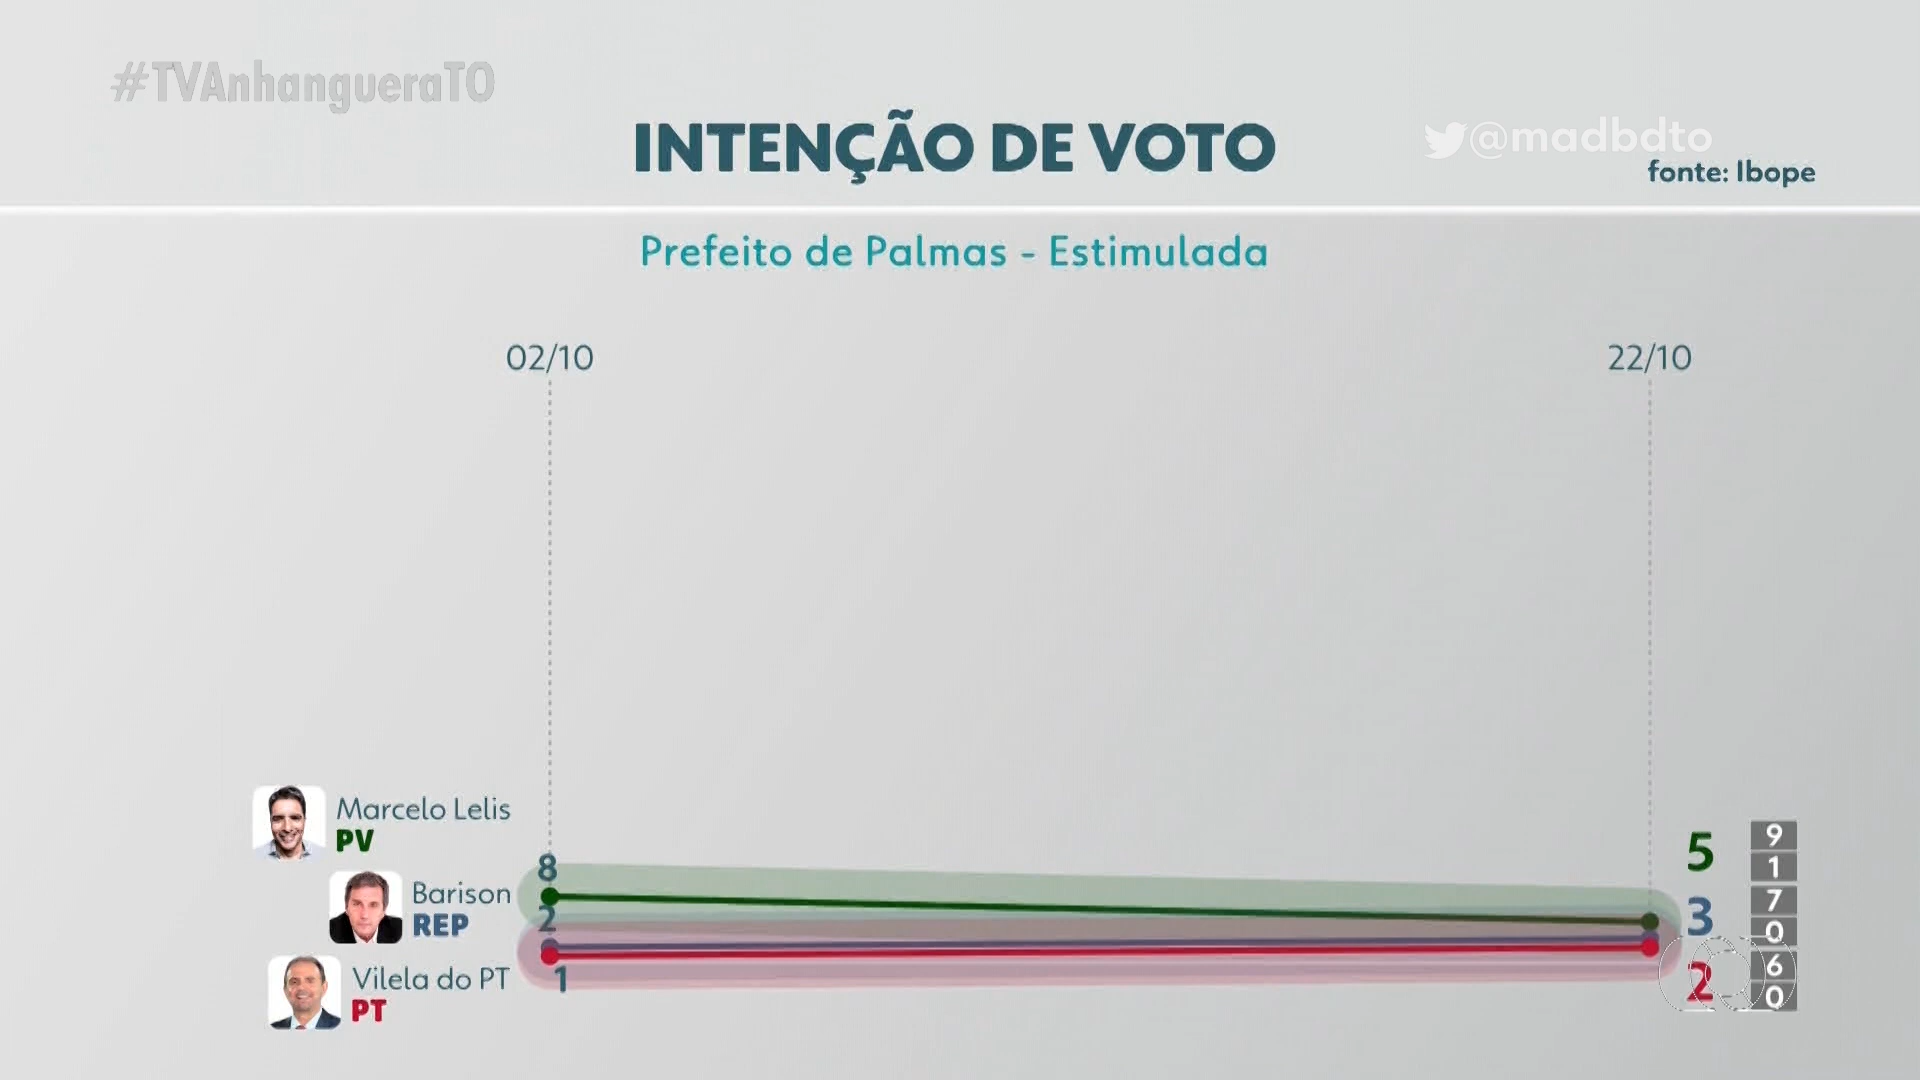 #TVAnhangueraTO
INTENÇÃO DE VOTO
@madbdto
fonte: Ibope
Prefeito de Palmas - Estimulada
02/10
22/10
Marcelo Lelis
PV
8
5
9
1
Barison
REP
2
3
7
0
Vilela do PT
PT
1
2
6
0